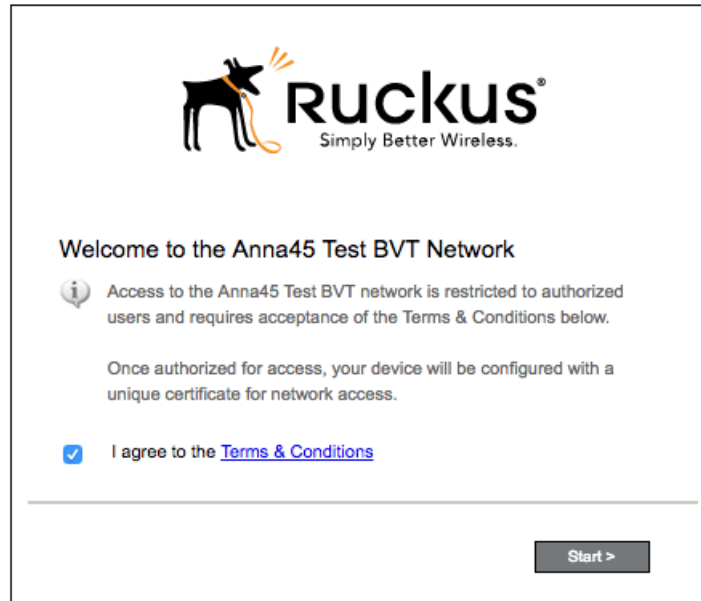 RUCKUS®
Simply Better Wireless.
Welcome to the Anna45 Test BVT Network
Access to the Anna45 Test BVT network is restricted to authorized
users and requires acceptance of the Terms & Conditions below.
Once authorized for access, your device will be configured with a
unique certificate for network access.
I agree to the Terms & Conditions
Start >